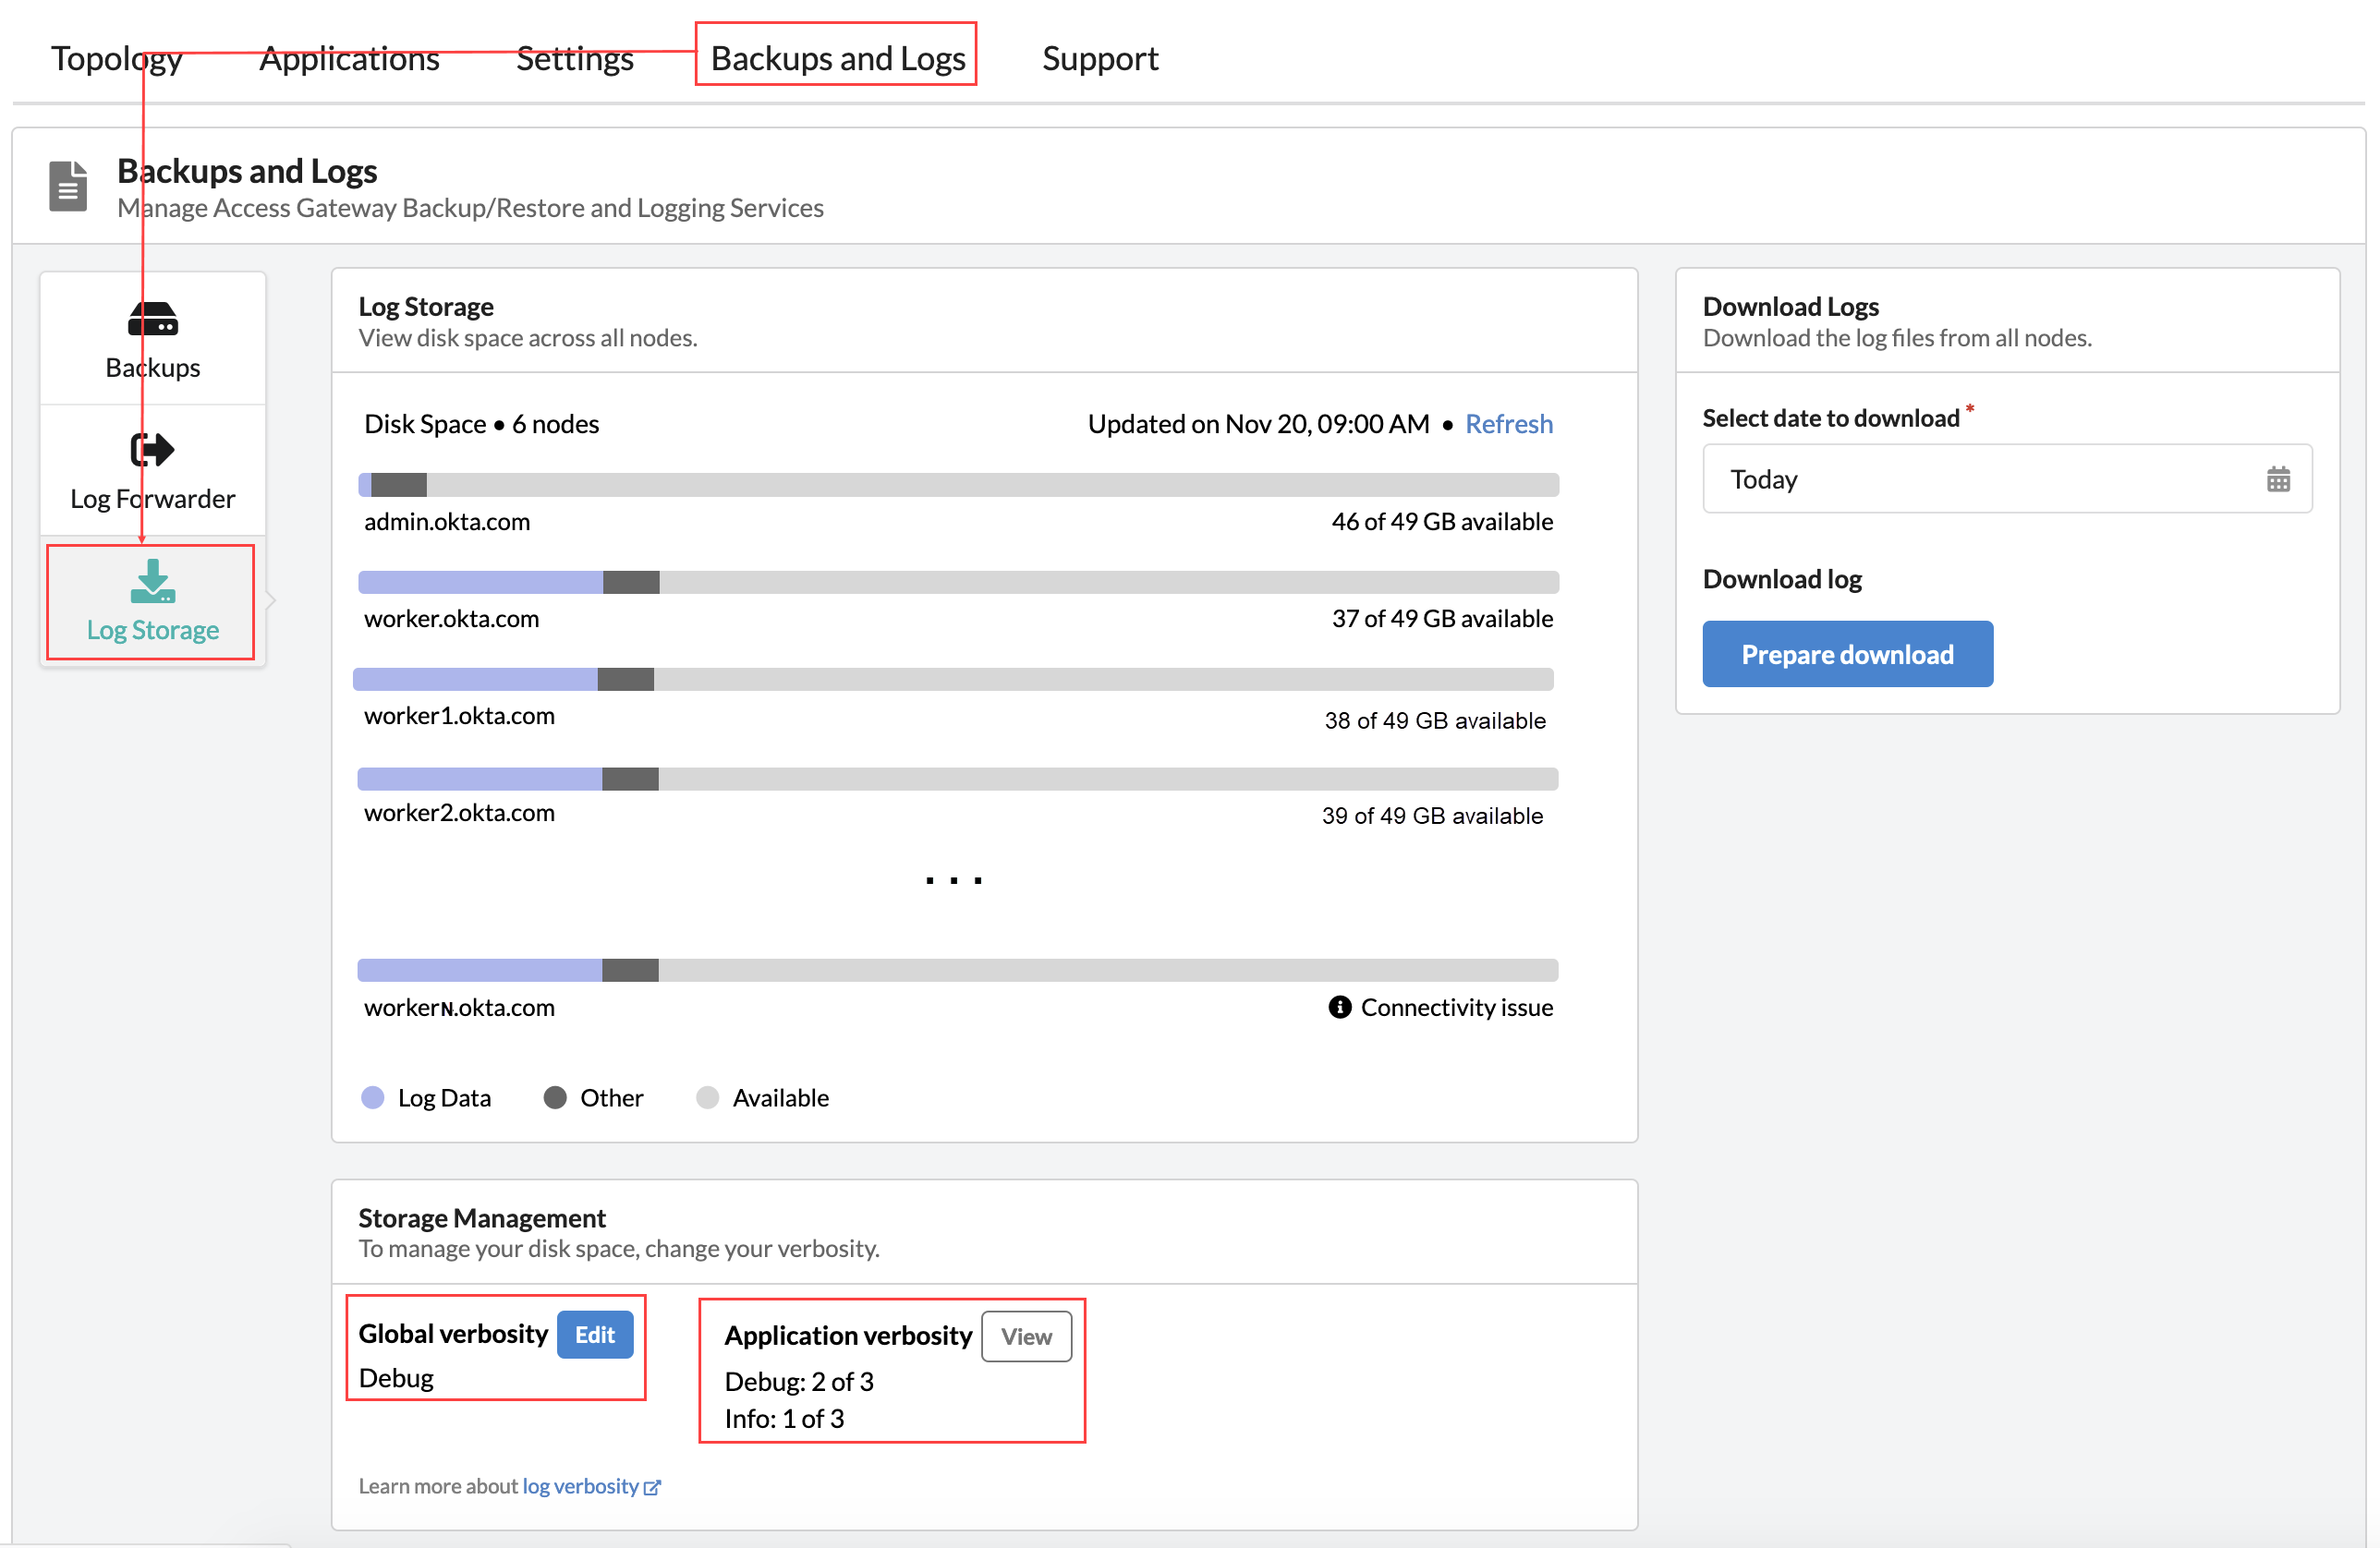 Topology Applications Settings Backups and Logs Support
Backups and Logs
Manage Access Gateway Backup/Restore and Logging Services
Backups
Log Forwarder
Log Storage
Log Storage
View disk space across all nodes.
Disk Space • 6 nodes Updated on Nov 20, 09:00 AM • Refresh
admin.okta.com 46 of 49 GB available
worker.okta.com 37 of 49 GB available
worker1.okta.com 38 of 49 GB available
worker2.okta.com 39 of 49 GB available
. . .
workerN.okta.com Connectivity issue
Log Data Other Available
Storage Management
To manage your disk space, change your verbosity.
Global verbosity Edit
Debug
Application verbosity View
Debug: 2 of 3
Info: 1 of 3
Learn more about log verbosity
Download Logs
Download the log files from all nodes.
Select date to download *
Today
Download log
Prepare download